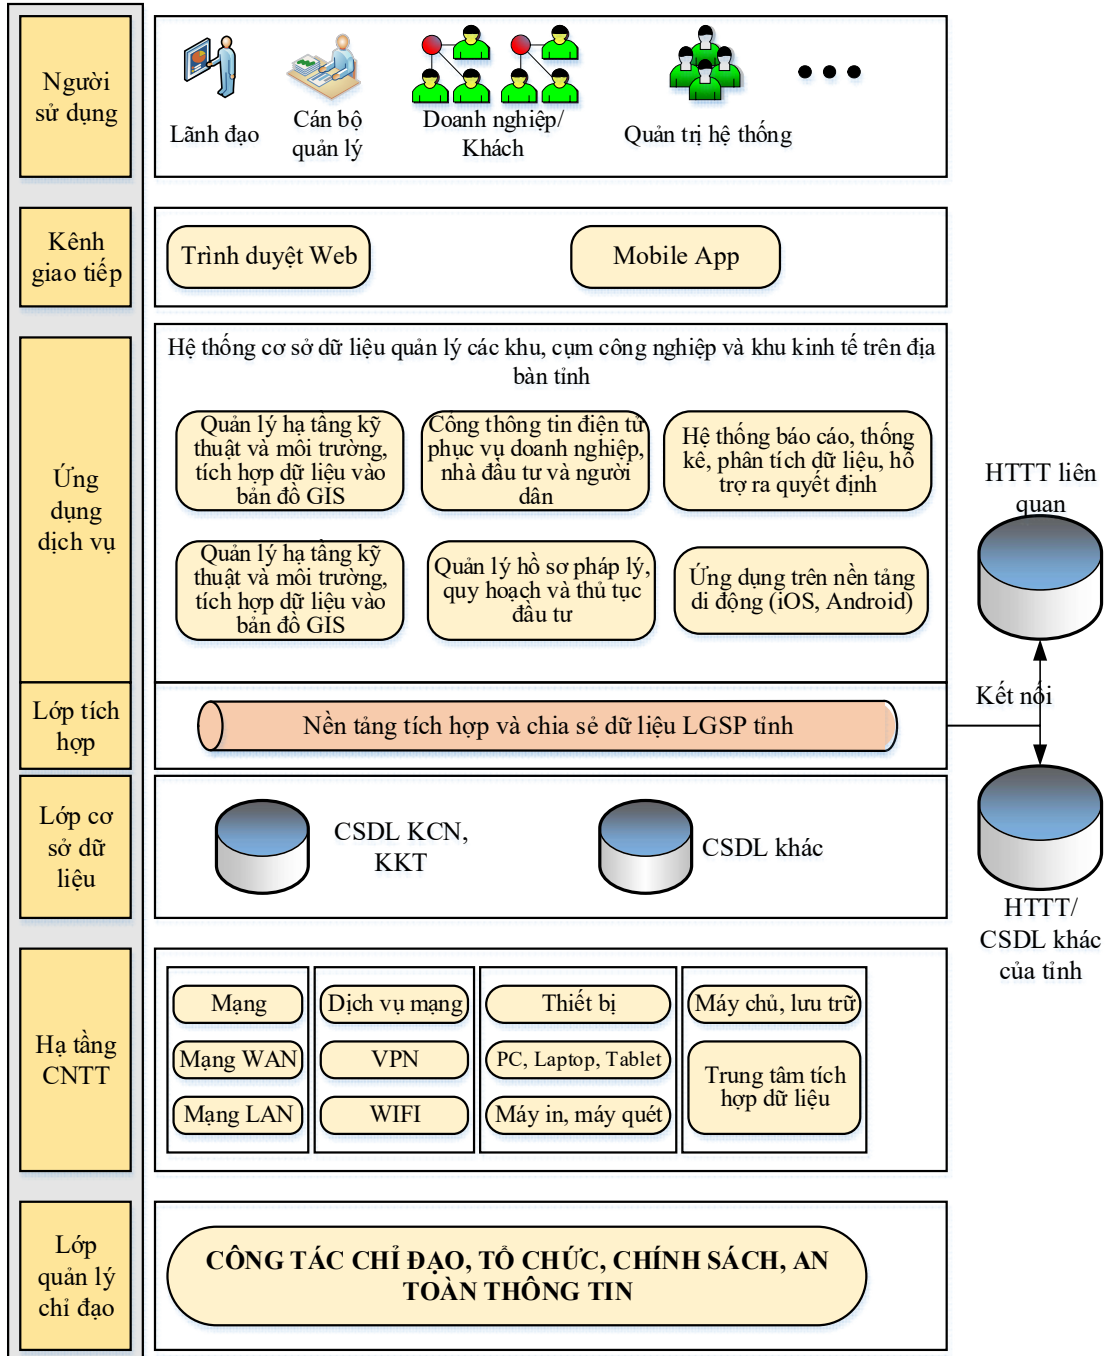 Người
sử dụng
Lãnh đạo
Cán bộ
quản lý
Doanh nghiệp/
Khách
Quản trị hệ thống
Kênh
giao tiếp
Trình duyệt Web
Mobile App
Ứng
dụng
dịch vụ
Hệ thống cơ sở dữ liệu quản lý các khu, cụm công nghiệp và khu kinh tế trên địa
bàn tỉnh
Quản lý hạ tầng kỹ
thuật và môi trường,
tích hợp dữ liệu vào
bản đồ GIS
Công thông tin điện tử
phục vụ doanh nghiệp,
nhà đầu tư và người
dân
Hệ thống báo cáo, thống
kê, phân tích dữ liệu, hỗ
trợ ra quyết định
Quản lý hạ tầng kỹ
thuật và môi trường,
tích hợp dữ liệu vào
bản đồ GIS
Quản lý hồ sơ pháp lý,
quy hoạch và thủ tục
đầu tư
Ứng dụng trên nền tảng
di động (iOS, Android)
HTTT liên
quan
Kết nối
HTTT/
CSDL khác
của tỉnh
Lớp tích
hợp
Nền tảng tích hợp và chia sẻ dữ liệu LGSP tỉnh
Lớp cơ
sở dữ
liệu
CSDL KCN,
KKT
CSDL khác
Hạ tầng
CNTT
Mạng
Mạng WAN
Mạng LAN
Dịch vụ mạng
VPN
WIFI
Thiết bị
PC, Laptop, Tablet
Máy in, máy quét
Máy chủ, lưu trữ
Trung tâm tích
hợp dữ liệu
Lớp
quản lý
chỉ đạo
CÔNG TÁC CHỈ ĐẠO, TỔ CHỨC, CHÍNH SÁCH, AN
TOÀN THÔNG TIN